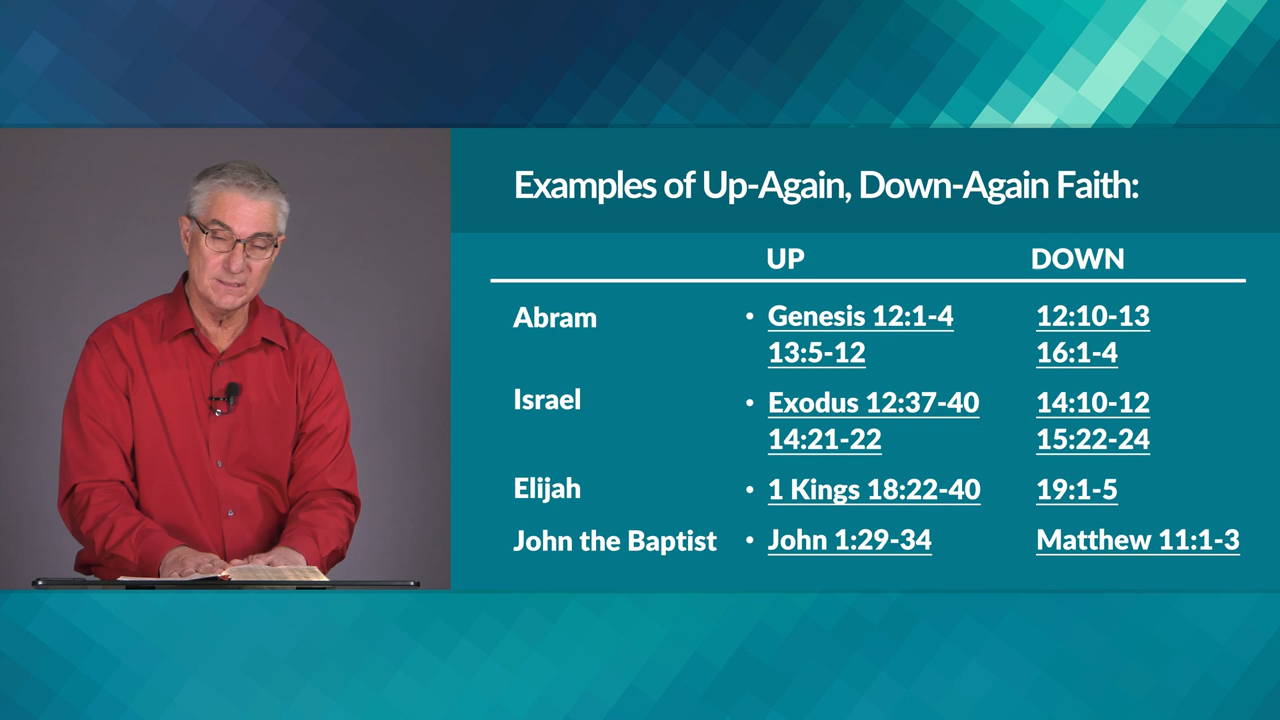 Examples of Up-Again, Down-Again Faith:
UP DOWN
Abram • Genesis 12:1-4 12:10-13
13:5-12 16:1-4
Israel • Exodus 12:37-40 14:10-12
14:21-22 15:22-24
Elijah • 1 Kings 18:22-40 19:1-5
John the Baptist • John 1:29-34 Matthew 11:1-3